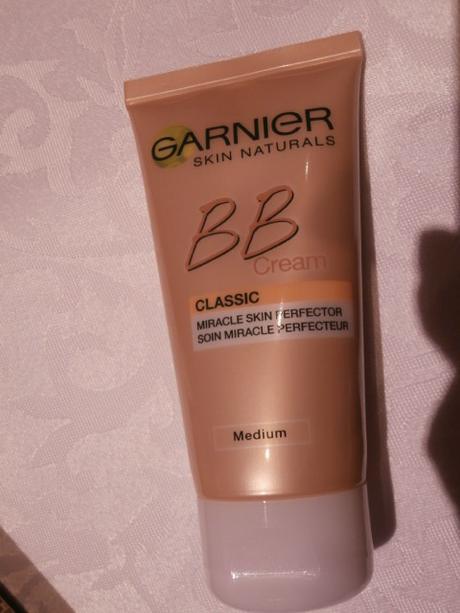 GARNIER
SKIN NATURALS
BB
Cream
CLASSIC
MIRACLE SKIN PERFECTOR
SOIN MIRACLE PERFECTEUR
Medium